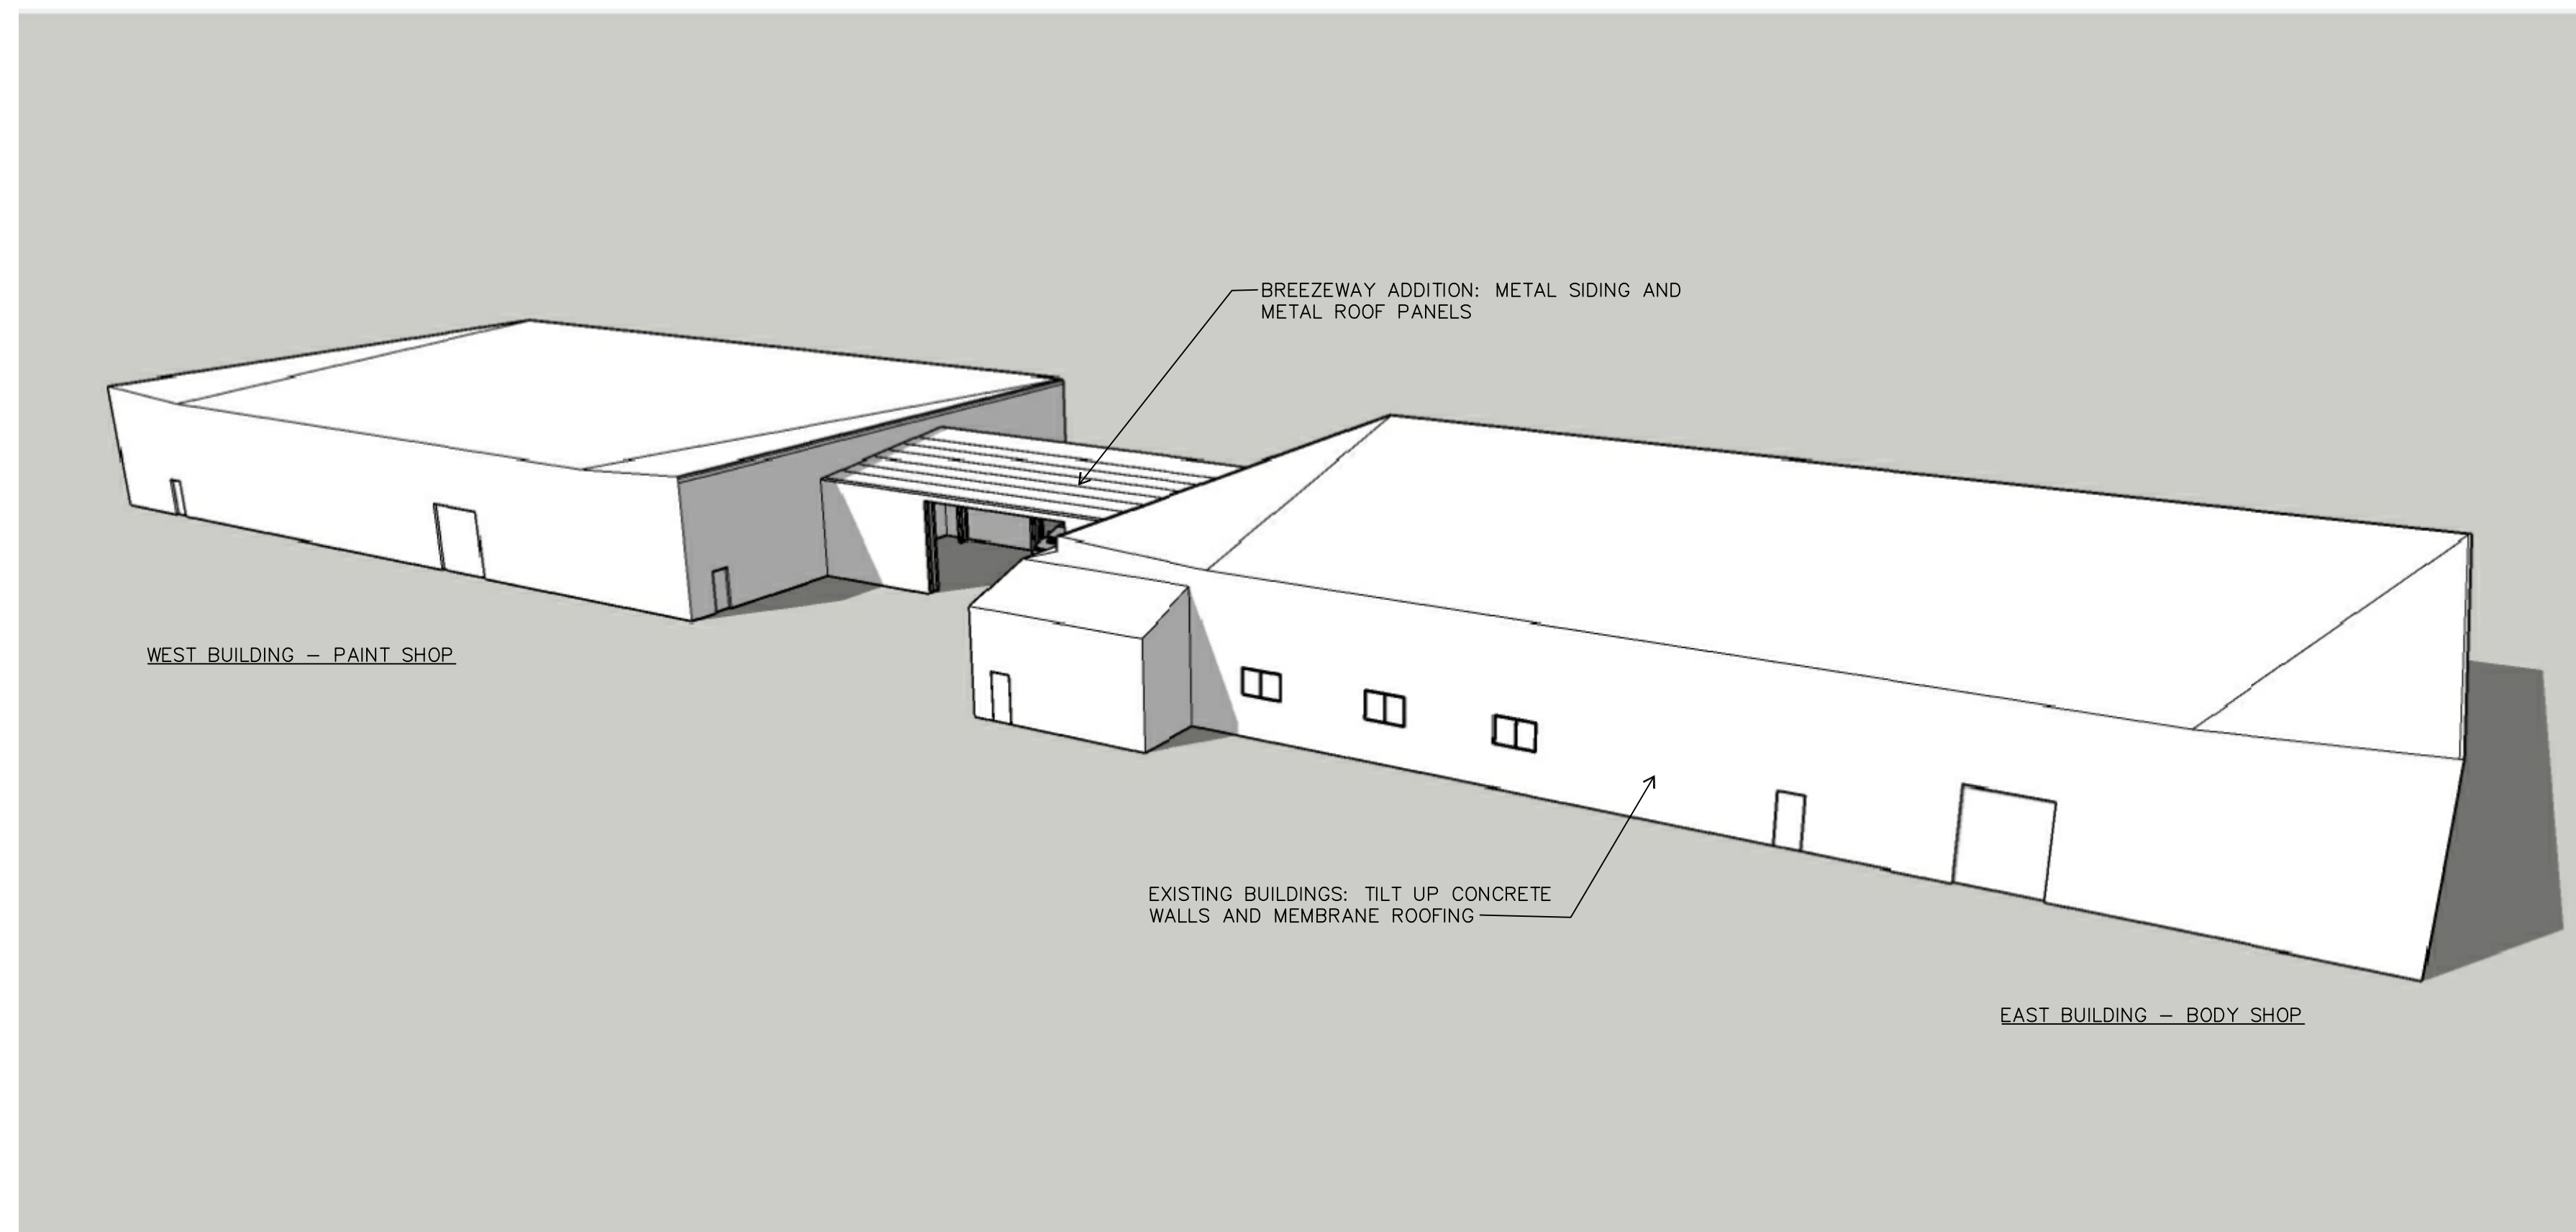 BREEZEWAY ADDITION: METAL SIDING AND
METAL ROOF PANELS
WEST BUILDING – PAINT SHOP
EXISTING BUILDINGS: TILT UP CONCRETE
WALLS AND MEMBRANE ROOFING
EAST BUILDING – BODY SHOP